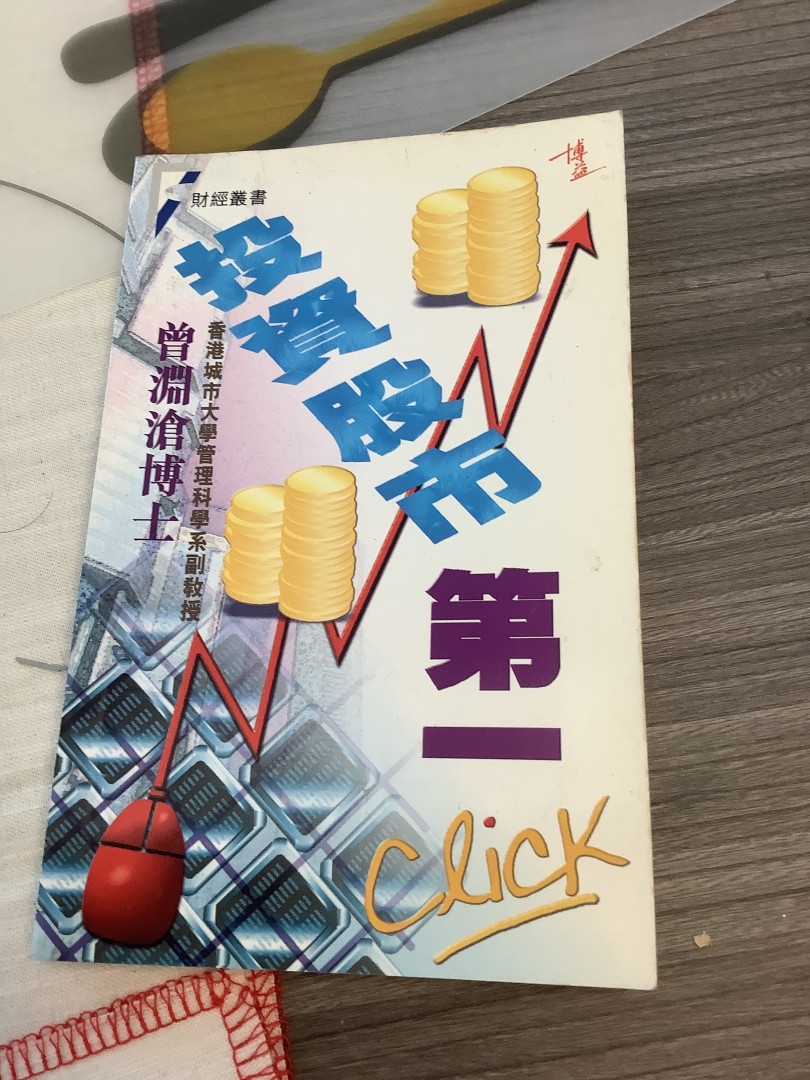 博益
財經叢書
投資股市
第一
Click
曾淵滄博士
香港城市大學管理科學系副教授